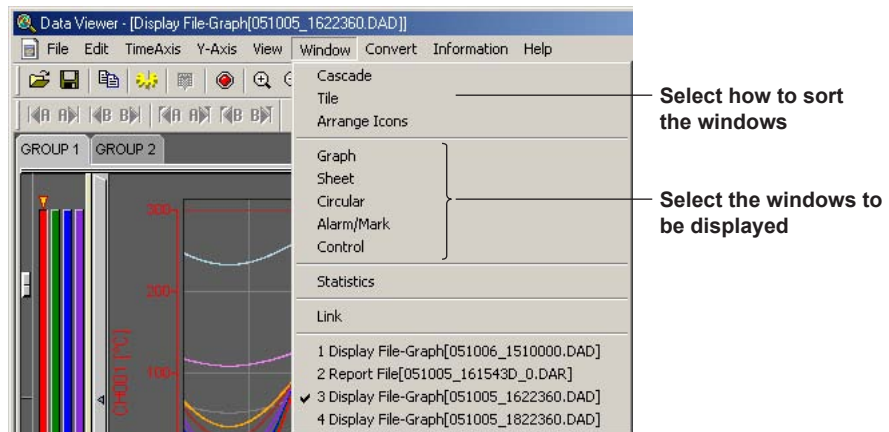 Data Viewer - [Display File-Graph[051005_1622360.DAD]]
File Edit TimeAxis Y-Axis View Window Convert Information Help
A A B B A A B B
GROUP 1 GROUP 2
Cascade
Tile
Arrange Icons
Graph
Sheet
Circular
Alarm/Mark
Control
Statistics
Link
1 Display File-Graph[051006_1510000.DAD]
2 Report File[051005_161543D_0.DAR]
3 Display File-Graph[051005_1622360.DAD]
4 Display File-Graph[051005_1822360.DAD]
300
200
100
CH001 [°C]
Select how to sort
the windows
Select the windows to
be displayed